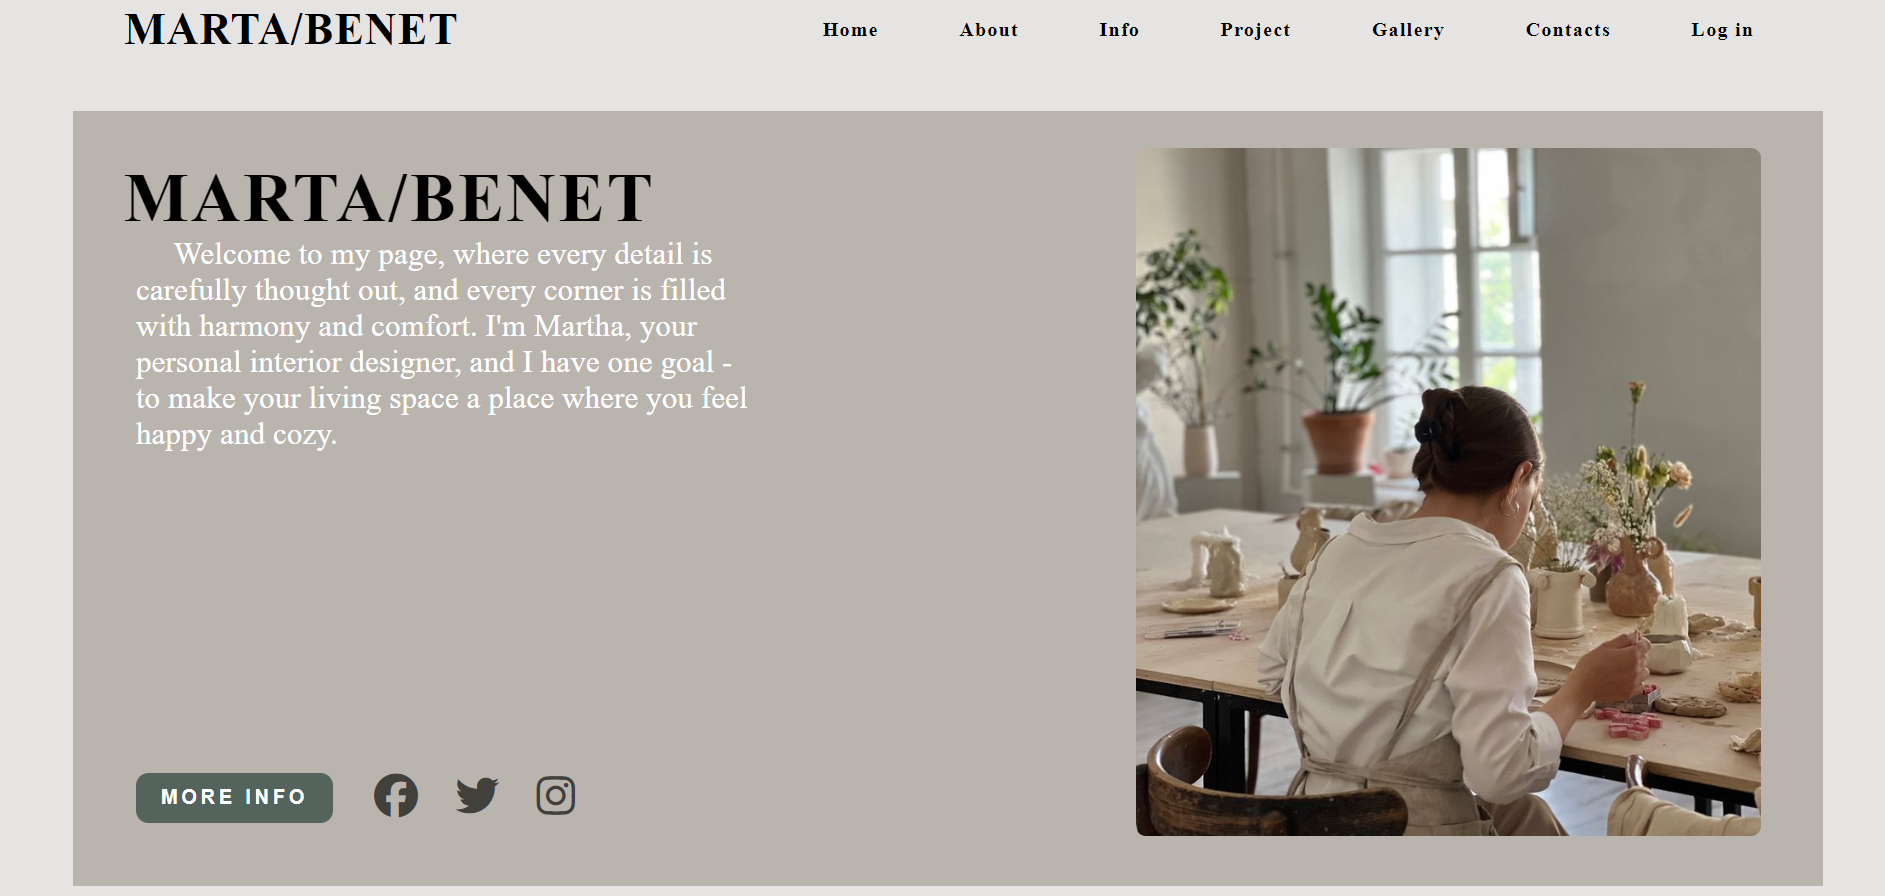 MARTA/BENET
Home About Info Project Gallery Contacts Log in
MARTA/BENET
Welcome to my page, where every detail is
carefully thought out, and every corner is filled
with harmony and comfort. I'm Martha, your
personal interior designer, and I have one goal -
to make your living space a place where you feel
happy and cozy.
MORE INFO